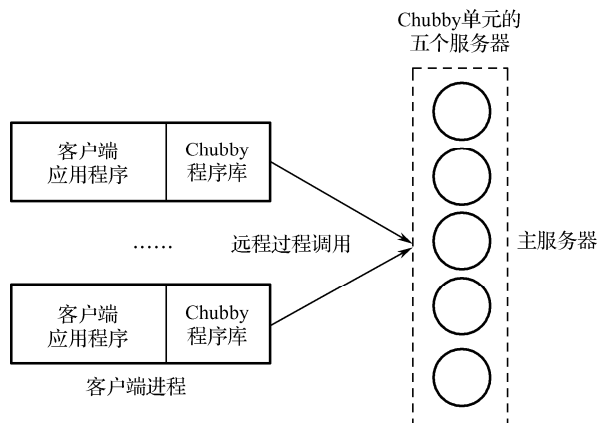 Chubby单元的
五个服务器
客户端
应用程序
Chubby
程序库
……
远程过程调用
主服务器
客户端
应用程序
Chubby
程序库
客户端进程